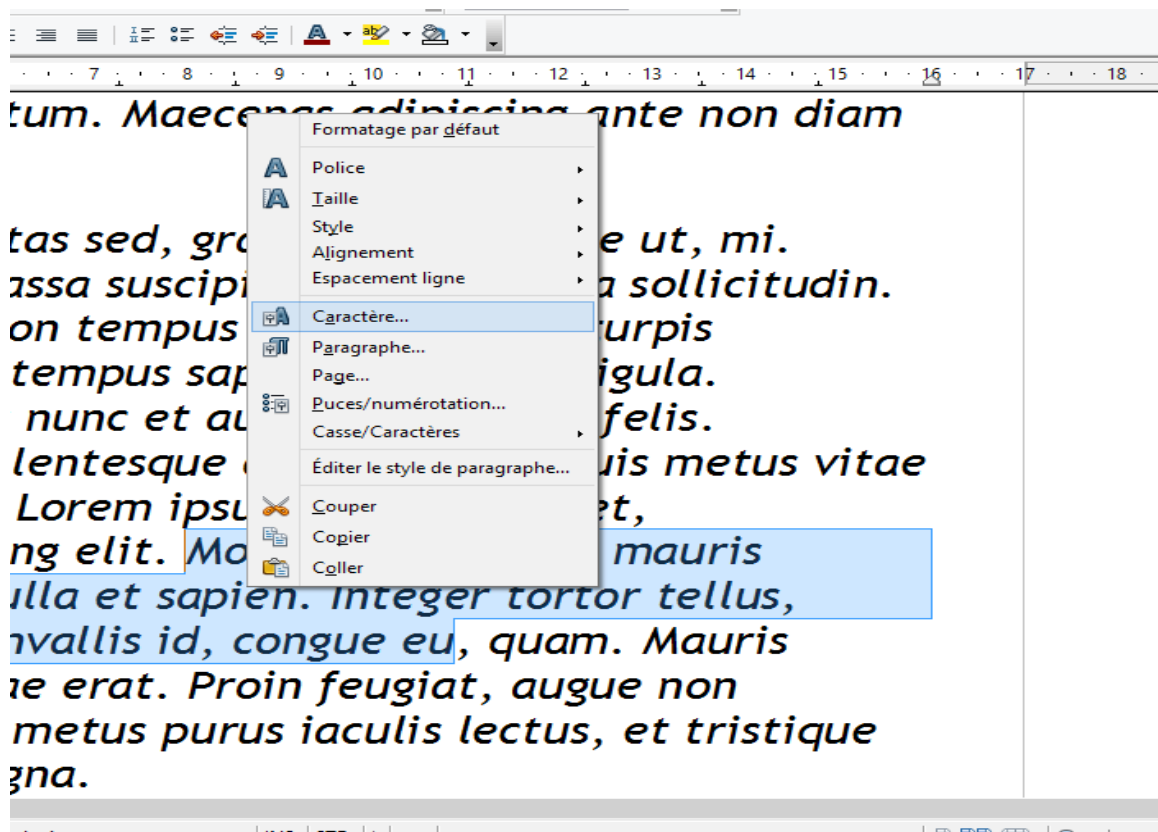 7 8 9 10 11 12 13 14 15 16 17 18
tum. Maecenas adipiscing ante non diam
tas sed, gra e ut, mi.
assa suscipi a sollicitudin.
on tempus turpis
tempus sap igula.
nunc et au felis.
lentesque uis metus vitae
Lorem ipsu et,
ng elit. Mo mauris
ulla et sapien. Integer tortor tellus,
nvallis id, congue eu, quam. Mauris
ae erat. Proin feugiat, augue non
metus purus iaculis lectus, et tristique
gna.
Formatage par défaut
Police
Taille
Style
Alignement
Espacement ligne
Caractère...
Paragraphe...
Page...
Puces/numérotation...
Casse/Caractères
Éditer le style de paragraphe...
Couper
Copier
Coller